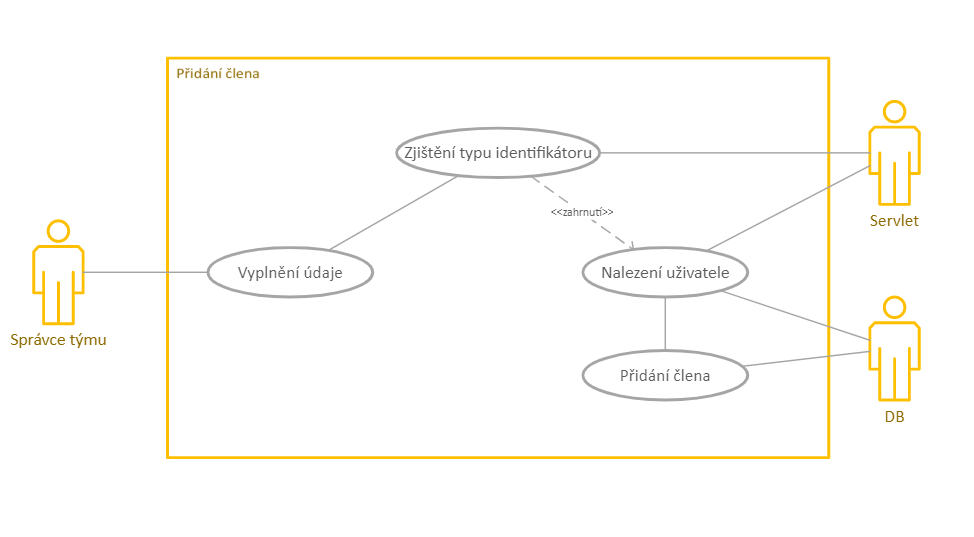 Přidání člena
Zjištění typu identifikátoru
<<zahrnutí>>
Servlet
Vyplnění údaje
Nalezení uživatele
Správce týmu
Přidání člena
DB